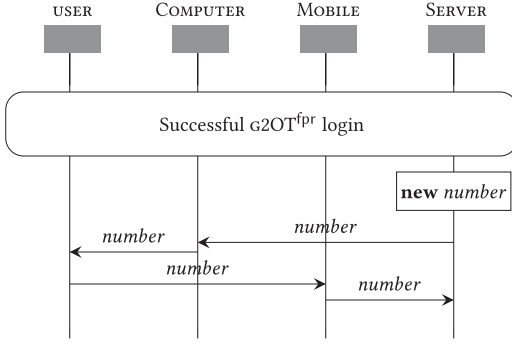 USER COMPUTER MOBILE SERVER
Successful G2OTfpr login
new number
number
number
number
number